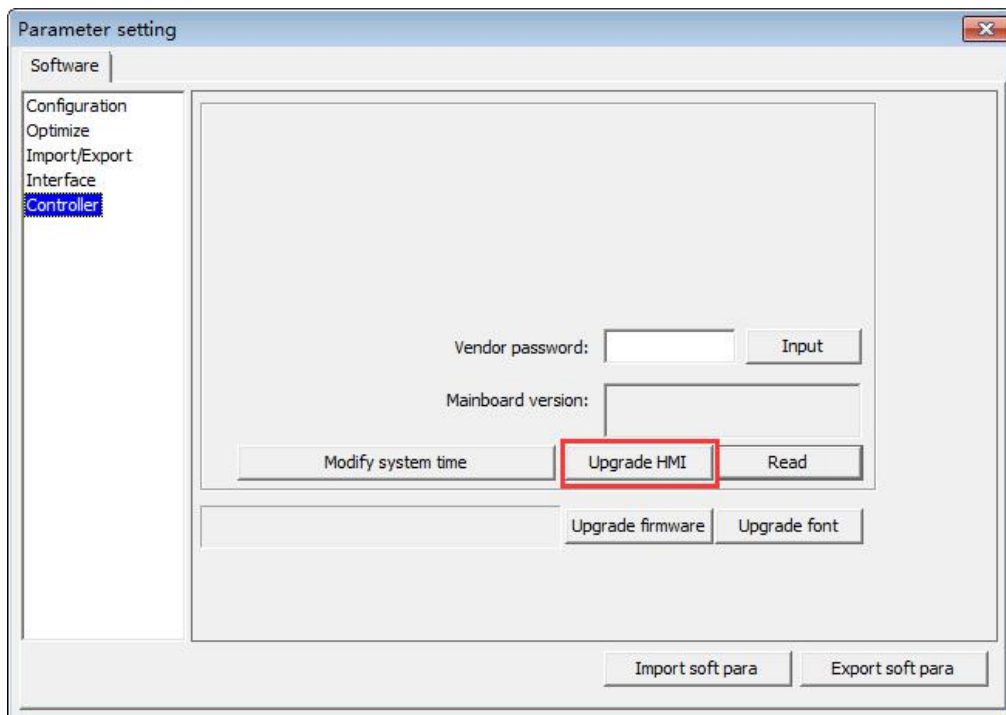 Parameter setting
Software
Configuration
Optimize
Import/Export
Interface
Controller
Vendor password:
Input
Mainboard version:
Modify system time
Upgrade HMI
Read
Upgrade firmware
Upgrade font
Import soft para
Export soft para